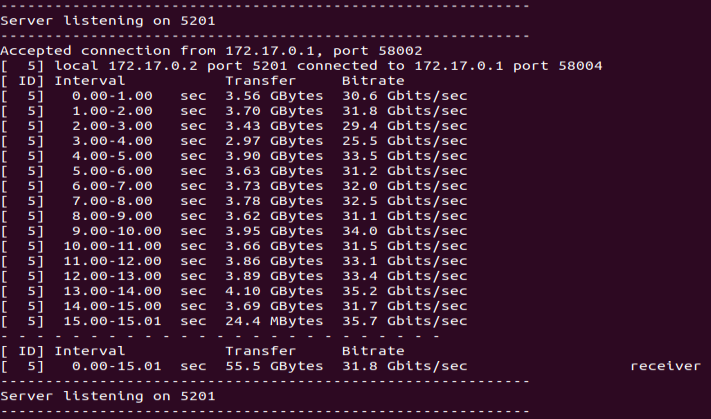 -----------------------------------------------------------
Server listening on 5201
-----------------------------------------------------------
Accepted connection from 172.17.0.1, port 58002
[  5] local 172.17.0.2 port 5201 connected to 172.17.0.1 port 58004
[ ID] Interval           Transfer     Bitrate
[  5]   0.00-1.00   sec  3.56 GBytes  30.6 Gbits/sec
[  5]   1.00-2.00   sec  3.70 GBytes  31.8 Gbits/sec
[  5]   2.00-3.00   sec  3.43 GBytes  29.4 Gbits/sec
[  5]   3.00-4.00   sec  2.97 GBytes  25.5 Gbits/sec
[  5]   4.00-5.00   sec  3.90 GBytes  33.5 Gbits/sec
[  5]   5.00-6.00   sec  3.63 GBytes  31.2 Gbits/sec
[  5]   6.00-7.00   sec  3.73 GBytes  32.0 Gbits/sec
[  5]   7.00-8.00   sec  3.78 GBytes  32.5 Gbits/sec
[  5]   8.00-9.00   sec  3.62 GBytes  31.1 Gbits/sec
[  5]   9.00-10.00  sec  3.95 GBytes  34.0 Gbits/sec
[  5]  10.00-11.00  sec  3.66 GBytes  31.5 Gbits/sec
[  5]  11.00-12.00  sec  3.86 GBytes  33.1 Gbits/sec
[  5]  12.00-13.00  sec  3.89 GBytes  33.4 Gbits/sec
[  5]  13.00-14.00  sec  4.10 GBytes  35.2 Gbits/sec
[  5]  14.00-15.00  sec  3.69 GBytes  31.7 Gbits/sec
[  5]  15.00-15.01  sec  24.4 MBytes  35.7 Gbits/sec
- - - - - - - - - - - - - - - - - - - - - - - - -
[ ID] Interval           Transfer     Bitrate
[  5]   0.00-15.01  sec  55.5 GBytes  31.8 Gbits/sec                  receiver
-----------------------------------------------------------
Server listening on 5201
-----------------------------------------------------------